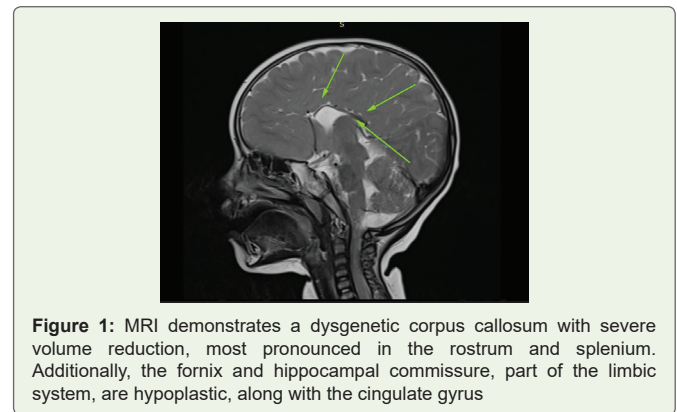 S
Figure 1: MRI demonstrates a dysgenetic corpus callosum with severe
volume reduction, most pronounced in the rostrum and splenium.
Additionally, the fornix and hippocampal commissure, part of the limbic
system, are hypoplastic, along with the cingulate gyrus